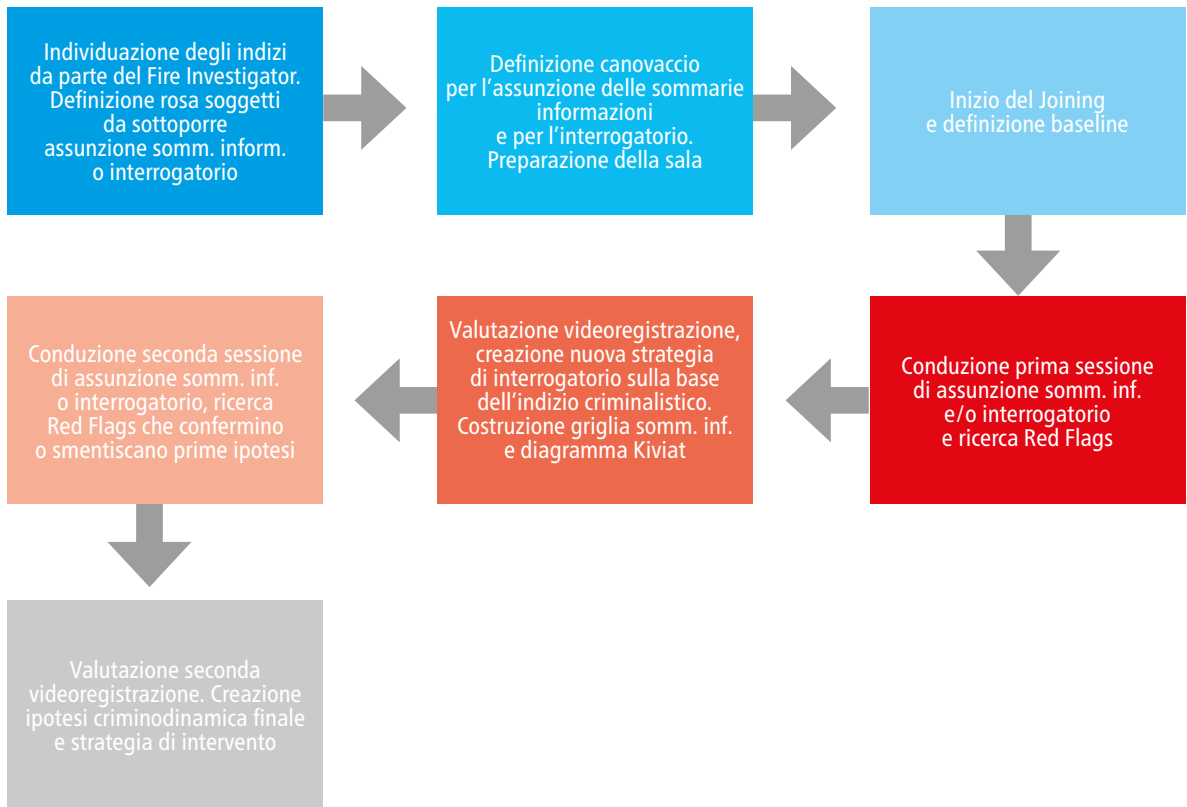 Individuazione degli indizi
da parte del Fire Investigator.
Definizione rosa soggetti
da sottoporre
assunzione somm. inform.
o interrogatorio
Definizione canovaccio
per l'assunzione delle sommarie
informazioni
e per l'interrogatorio.
Preparazione della sala
Inizio del Joining
e definizione baseline
Conduzione prima sessione
di assunzione somm. inf.
e/o interrogatorio
e ricerca Red Flags
Valutazione videoregistrazione,
creazione nuova strategia
di interrogatorio sulla base
dell'indizio criminalistico.
Costruzione griglia somm. inf.
e diagramma Kiviat
Conduzione seconda sessione
di assunzione somm. inf.
o interrogatorio, ricerca
Red Flags che confermino
o smentiscano prime ipotesi
Valutazione seconda
videoregistrazione. Creazione
ipotesi criminodinamica finale
e strategia di intervento